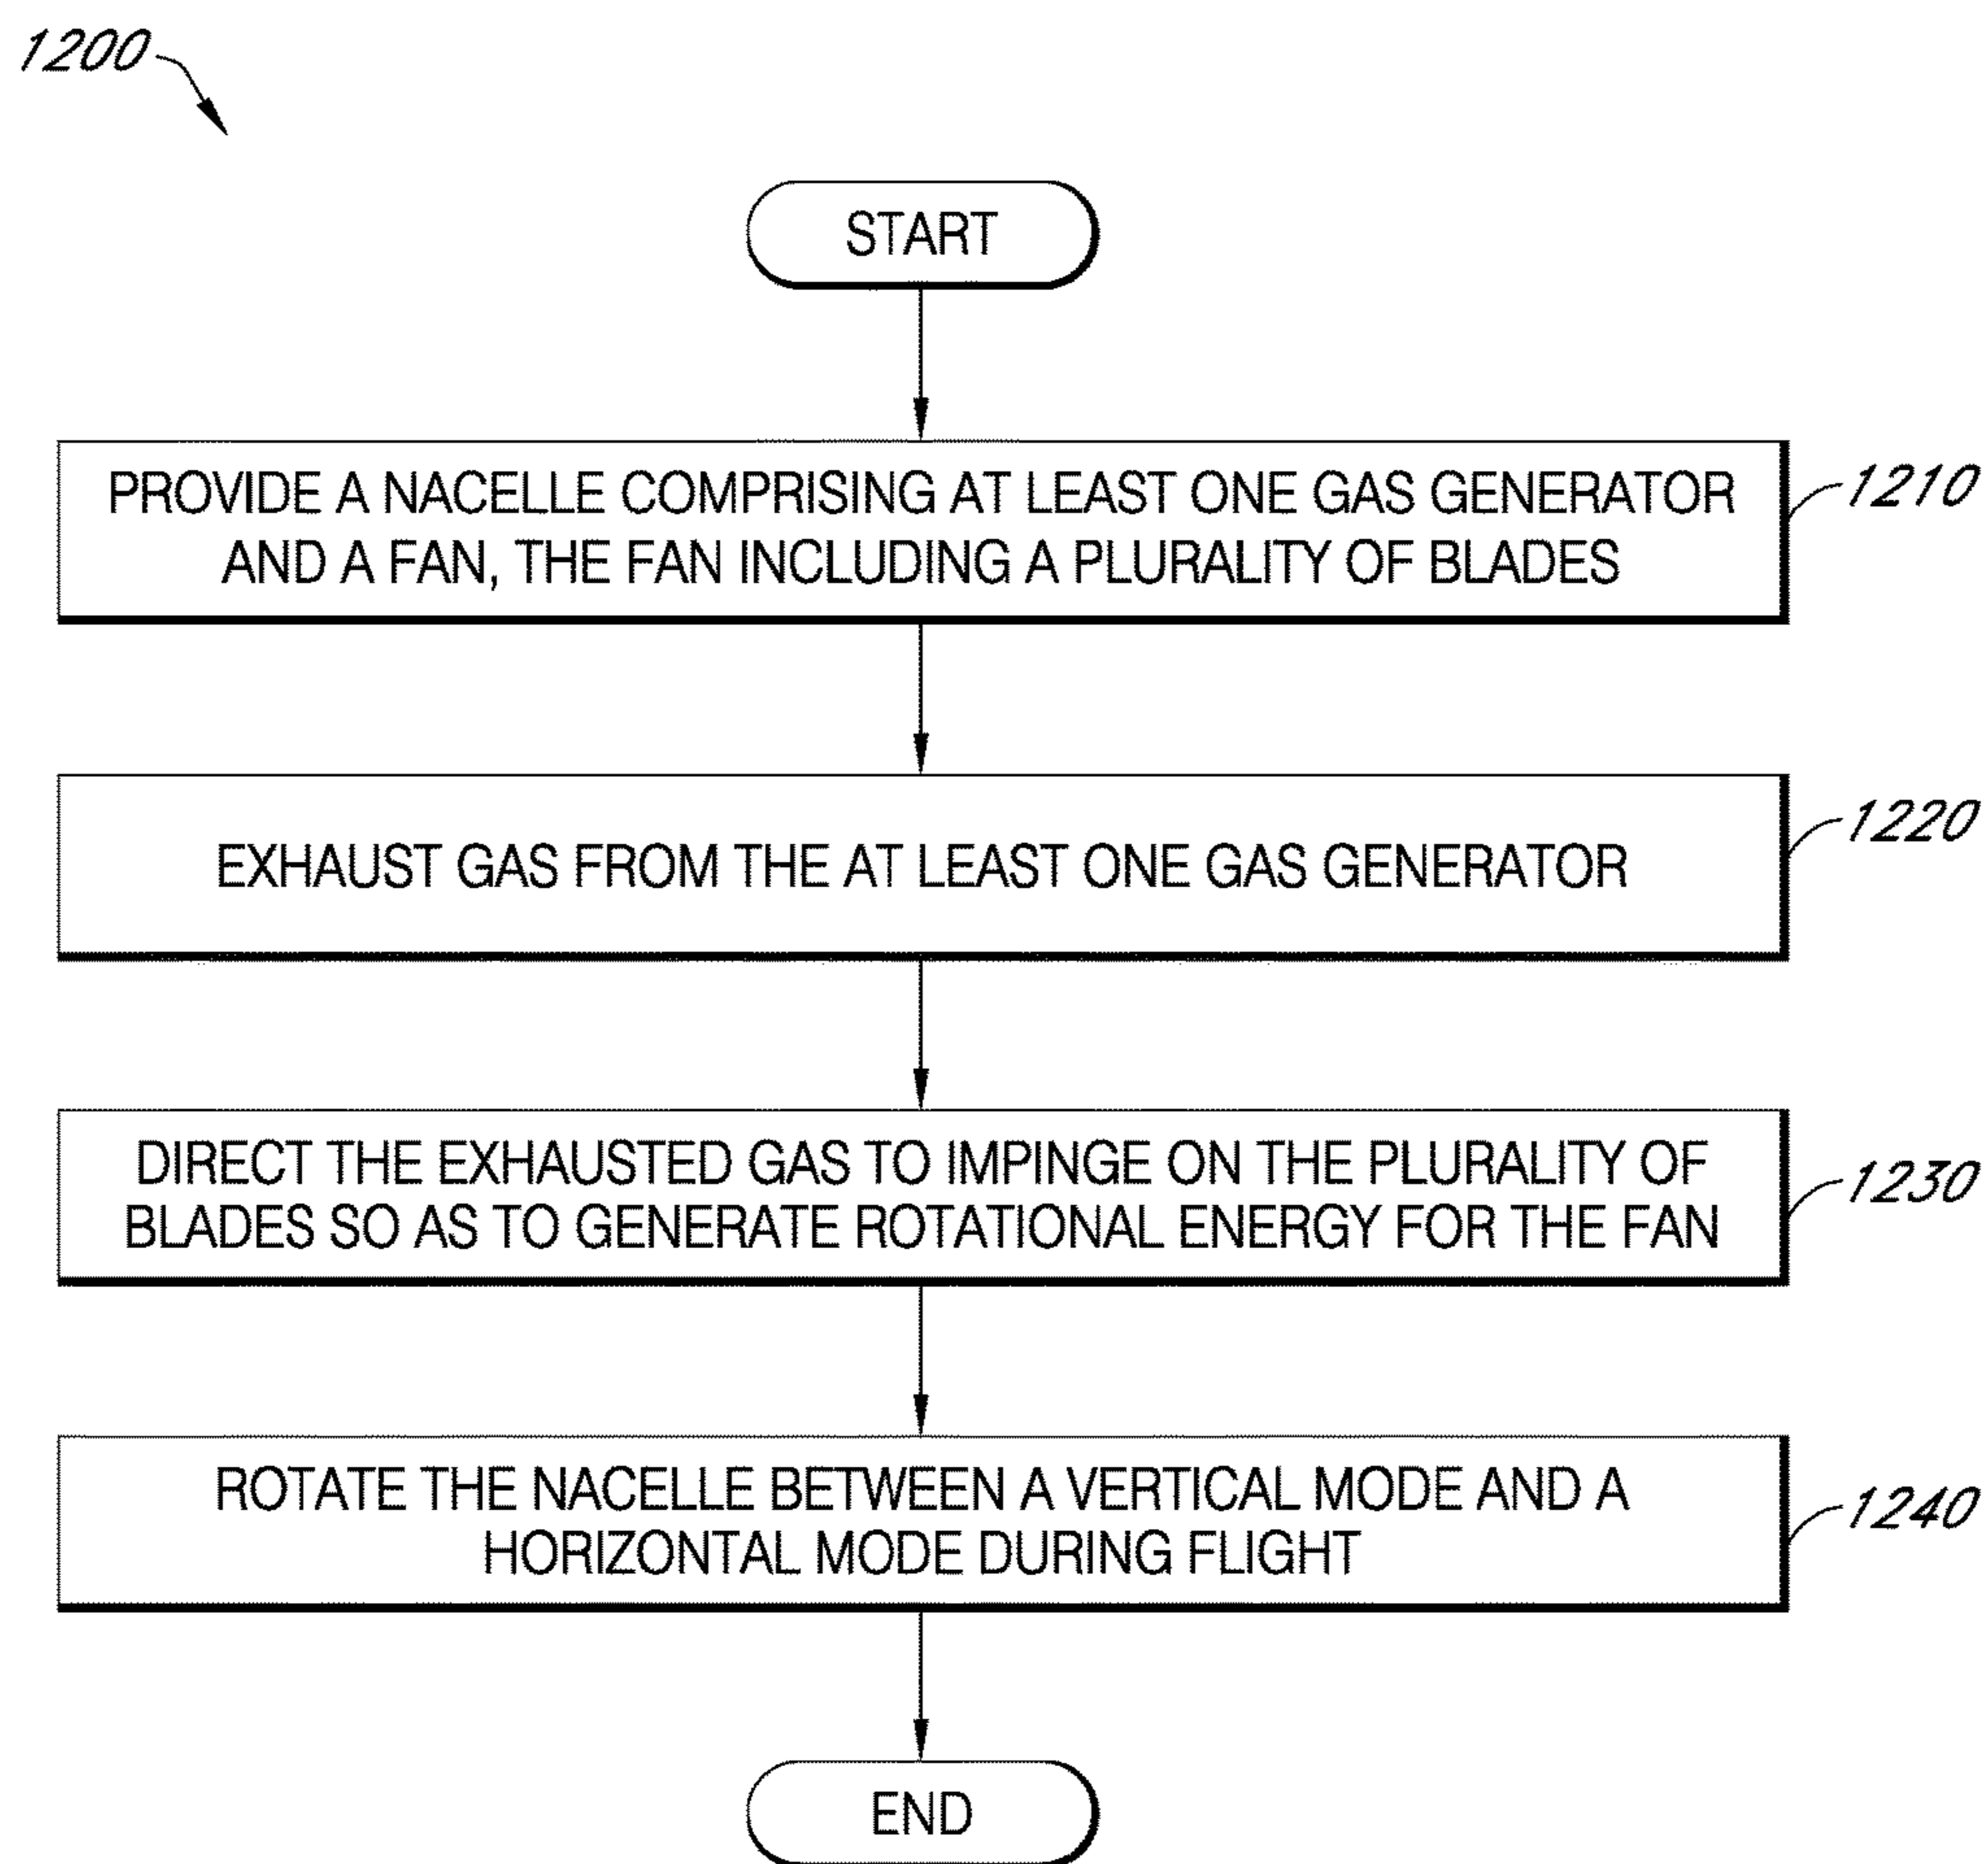 1200
START
PROVIDE A NACELLE COMPRISING AT LEAST ONE GAS GENERATOR
AND A FAN, THE FAN INCLUDING A PLURALITY OF BLADES
1210
EXHAUST GAS FROM THE AT LEAST ONE GAS GENERATOR
1220
DIRECT THE EXHAUSTED GAS TO IMPINGE ON THE PLURALITY OF
BLADES SO AS TO GENERATE ROTATIONAL ENERGY FOR THE FAN
1230
ROTATE THE NACELLE BETWEEN A VERTICAL MODE AND A
HORIZONTAL MODE DURING FLIGHT
1240
END